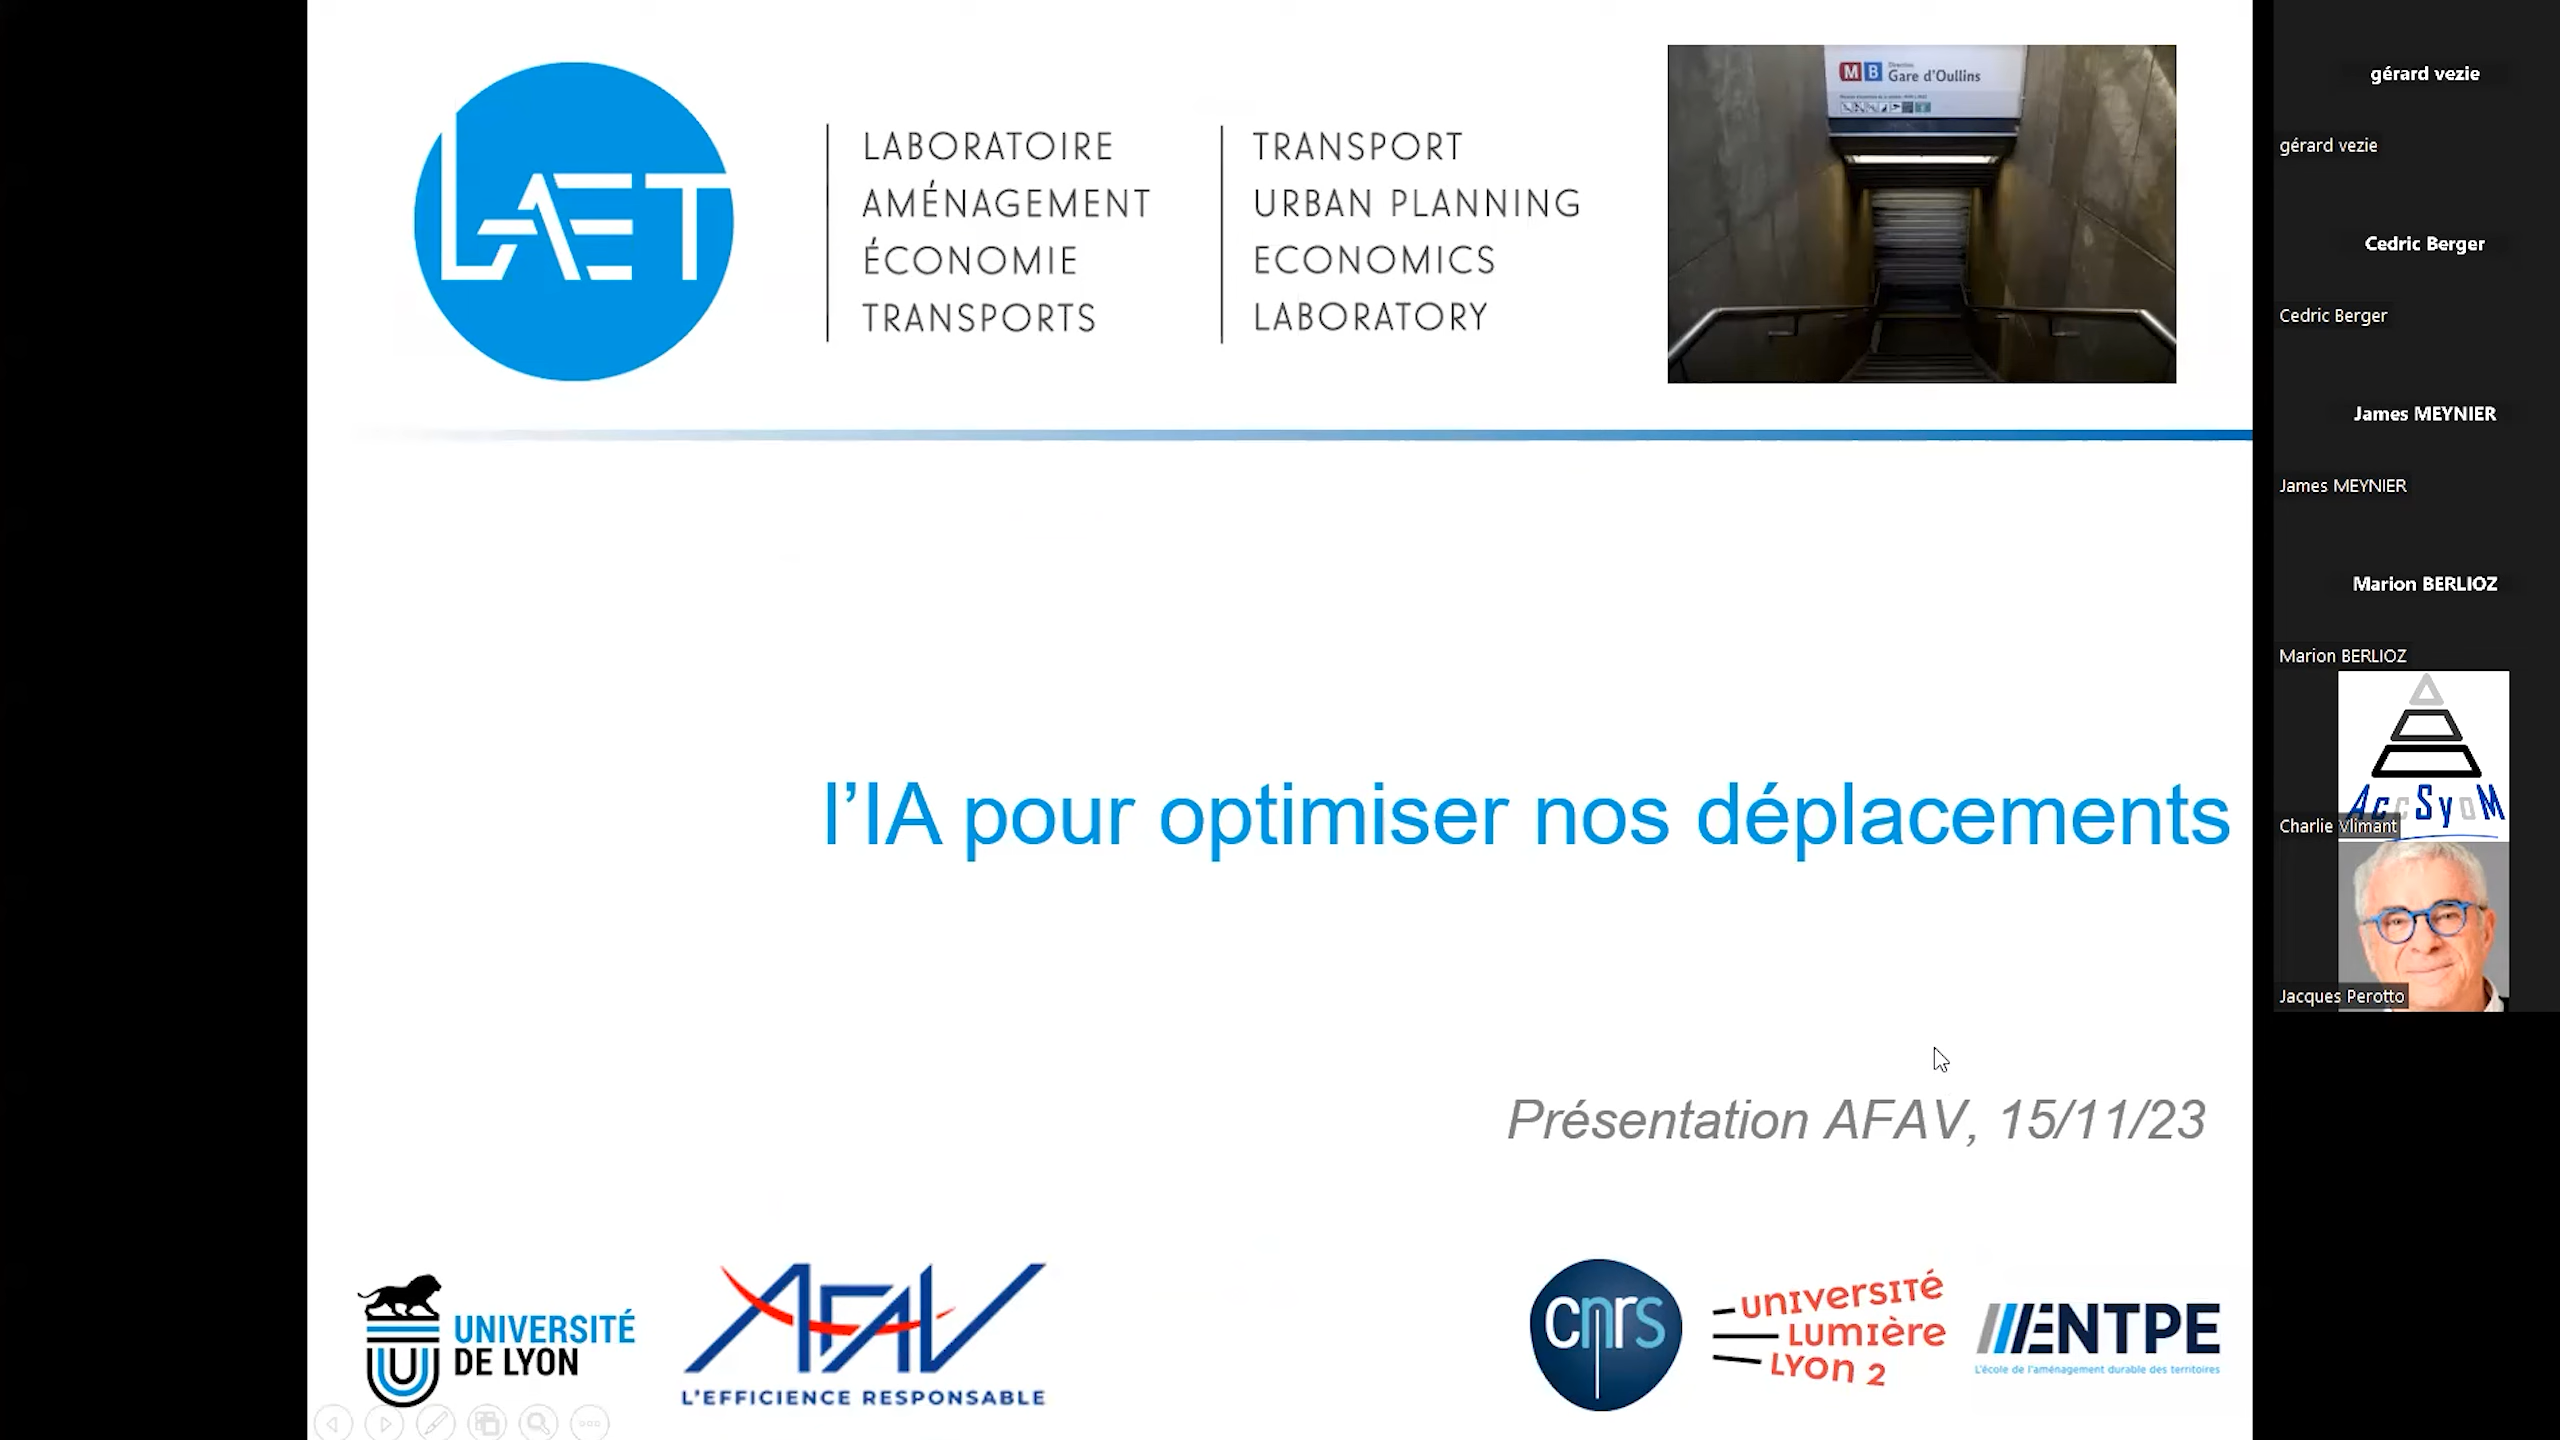 LAET
LABORATOIRE
AMÉNAGEMENT
ÉCONOMIE
TRANSPORTS
TRANSPORT
URBAN PLANNING
ECONOMICS
LABORATORY
M B
Direction
Gare d'Oullins
l'IA pour optimiser nos déplacements
Présentation AFAV, 15/11/23
UNIVERSITÉ
DE LYON
AFAV
L'EFFICIENCE RESPONSABLE
cnrs
UNIVERSITÉ
LUMIÈRE
LYON 2
ENTPE
L'école de l'aménagement durable des territoires
gérard vezie
gérard vezie
Cedric Berger
Cedric Berger
James MEYNIER
James MEYNIER
Marion BERLIOZ
Marion BERLIOZ
AccSyoM
Charlie Vlimant
Jacques Perotto